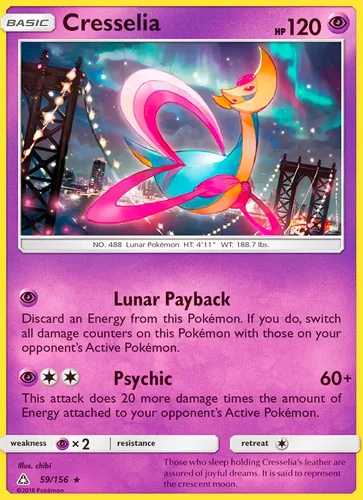 BASIC Cresselia HP 120
NO. 488 Lunar Pokémon HT: 4'11" WT: 188.7 lbs.
Lunar Payback
Discard an Energy from this Pokémon. If you do, switch
all damage counters on this Pokémon with those on your
opponent's Active Pokémon.
Psychic 60+
This attack does 20 more damage times the amount of
Energy attached to your opponent's Active Pokémon.
weakness ×2 resistance retreat
Illus. chibi
59/156 ★
©2018 Pokémon
Those who sleep holding Cresselia's feather are
assured of joyful dreams. It is said to represent
the crescent moon.